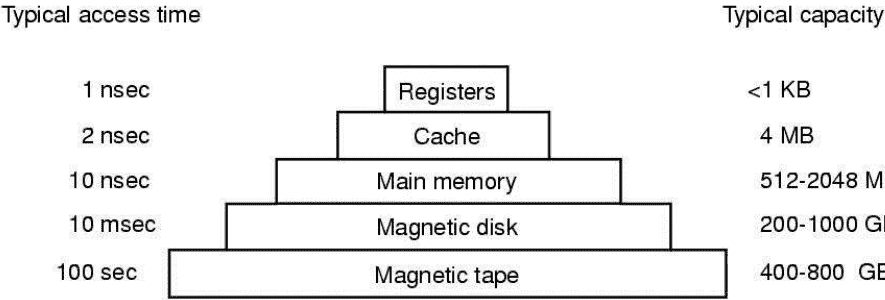 Typical access time Typical capacity
1 nsec Registers <1 KB
2 nsec Cache 4 MB
10 nsec Main memory 512-2048 M
10 msec Magnetic disk 200-1000 G
100 sec Magnetic tape 400-800 GB